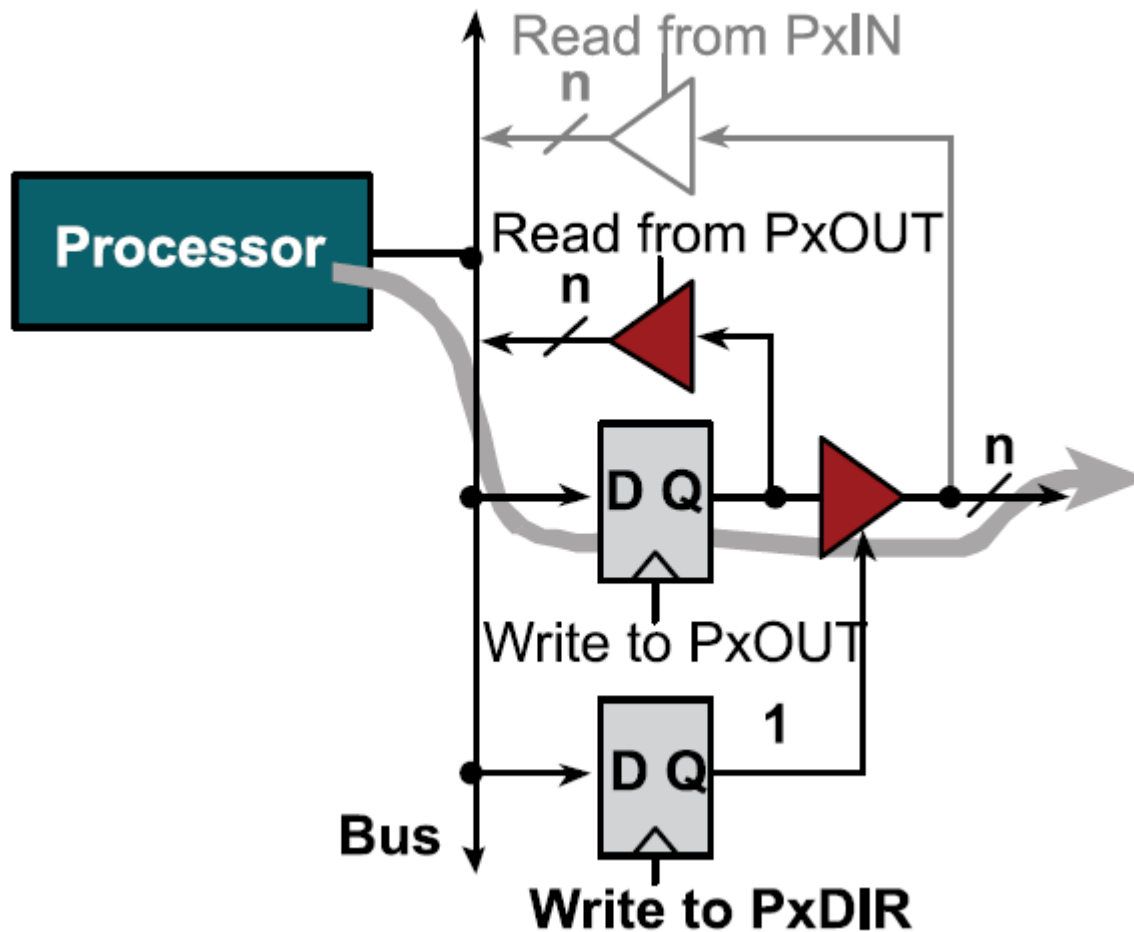 Read from PxIN
n
Processor
Read from PxOUT
n
n
D Q
Write to PxOUT
1
D Q
Bus
Write to PxDIR